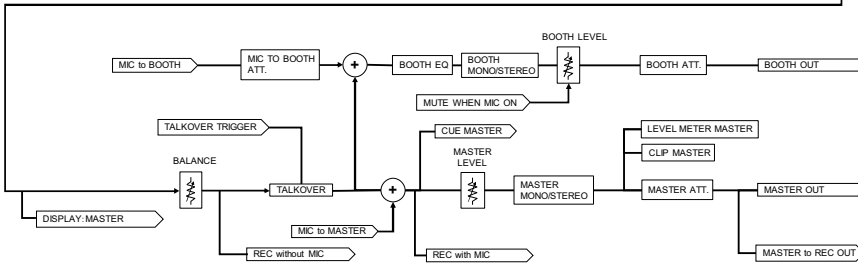 BOOTH LEVEL
MIC to BOOTH
MIC TO BOOTH
ATT.
+
BOOTH EQ
BOOTH
MONO/STEREO
BOOTH ATT.
BOOTH OUT
MUTE WHEN MIC ON
TALKOVER TRIGGER
CUE MASTER
LEVEL METER MASTER
BALANCE
MASTER
LEVEL
CLIP MASTER
TALKOVER
+
MASTER
MONO/STEREO
MASTER ATT.
MASTER OUT
DISPLAY:MASTER
MIC to MASTER
REC without MIC
REC with MIC
MASTER to REC OUT